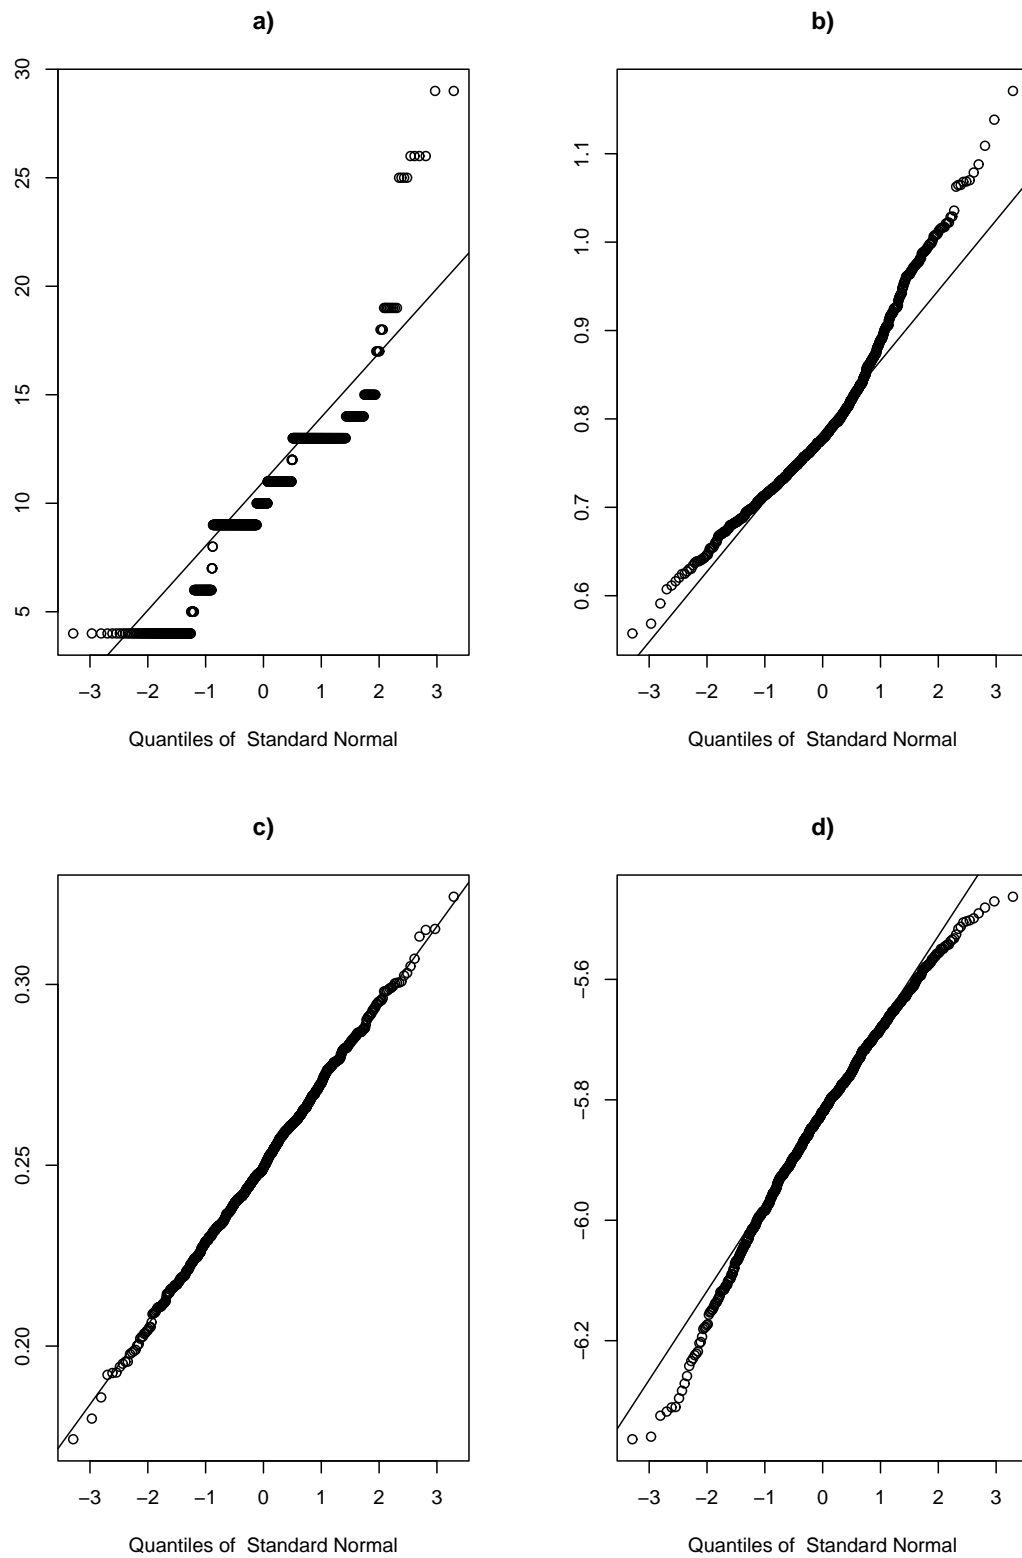 a)
30
25
20
15
10
5
−3 −2 −1 0 1 2 3
Quantiles of Standard Normal
b)
1.1
1.0
0.9
0.8
0.7
0.6
−3 −2 −1 0 1 2 3
Quantiles of Standard Normal
c)
0.30
0.25
0.20
−3 −2 −1 0 1 2 3
Quantiles of Standard Normal
d)
−5.6
−5.8
−6.0
−6.2
−3 −2 −1 0 1 2 3
Quantiles of Standard Normal